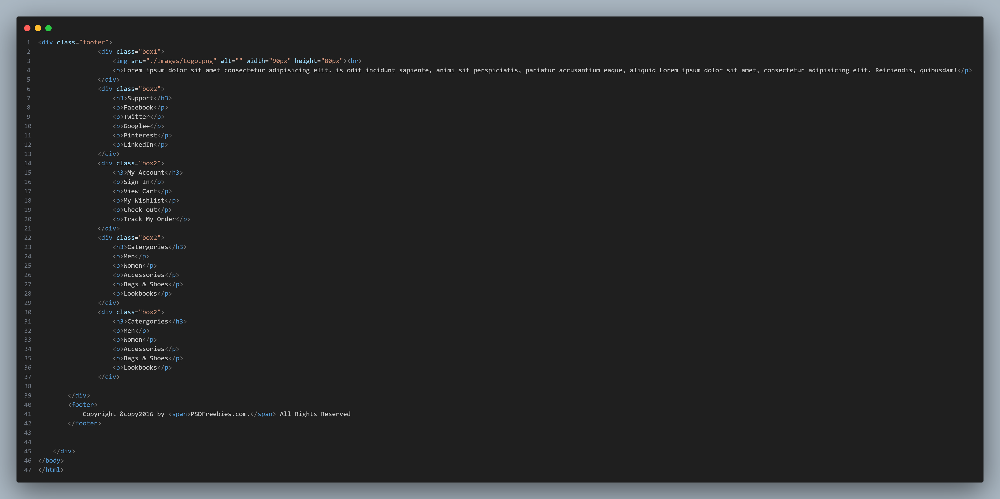 1 <div class="footer">
2 <div class="box1">
3 <img src="./Images/Logo.png" alt="" width="90px" height="80px"><br>
4 <p>Lorem ipsum dolor sit amet consectetur adipisicing elit. is odit incidunt sapiente, animi sit perspiciatis, pariatur accusantium eaque, aliquid Lorem ipsum dolor sit amet, consectetur adipisicing elit. Reiciendis, quibusdam!</p>
5 </div>
6 <div class="box2">
7 <h3>Support</h3>
8 <p>Facebook</p>
9 <p>Twitter</p>
10 <p>Google+</p>
11 <p>Pinterest</p>
12 <p>LinkedIn</p>
13 </div>
14 <div class="box2">
15 <h3>My Account</h3>
16 <p>Sign In</p>
17 <p>View Cart</p>
18 <p>My Wishlist</p>
19 <p>Check out</p>
20 <p>Track My Order</p>
21 </div>
22 <div class="box2">
23 <h3>Catergories</h3>
24 <p>Men</p>
25 <p>Women</p>
26 <p>Accessories</p>
27 <p>Bags & Shoes</p>
28 <p>Lookbooks</p>
29 </div>
30 <div class="box2">
31 <h3>Catergories</h3>
32 <p>Men</p>
33 <p>Women</p>
34 <p>Accessories</p>
35 <p>Bags & Shoes</p>
36 <p>Lookbooks</p>
37 </div>
38
39 </div>
40 <footer>
41 Copyright &copy2016 by <span>PSDFreebies.com.</span> All Rights Reserved
42 </footer>
43
44
45 </div>
46 </body>
47 </html>